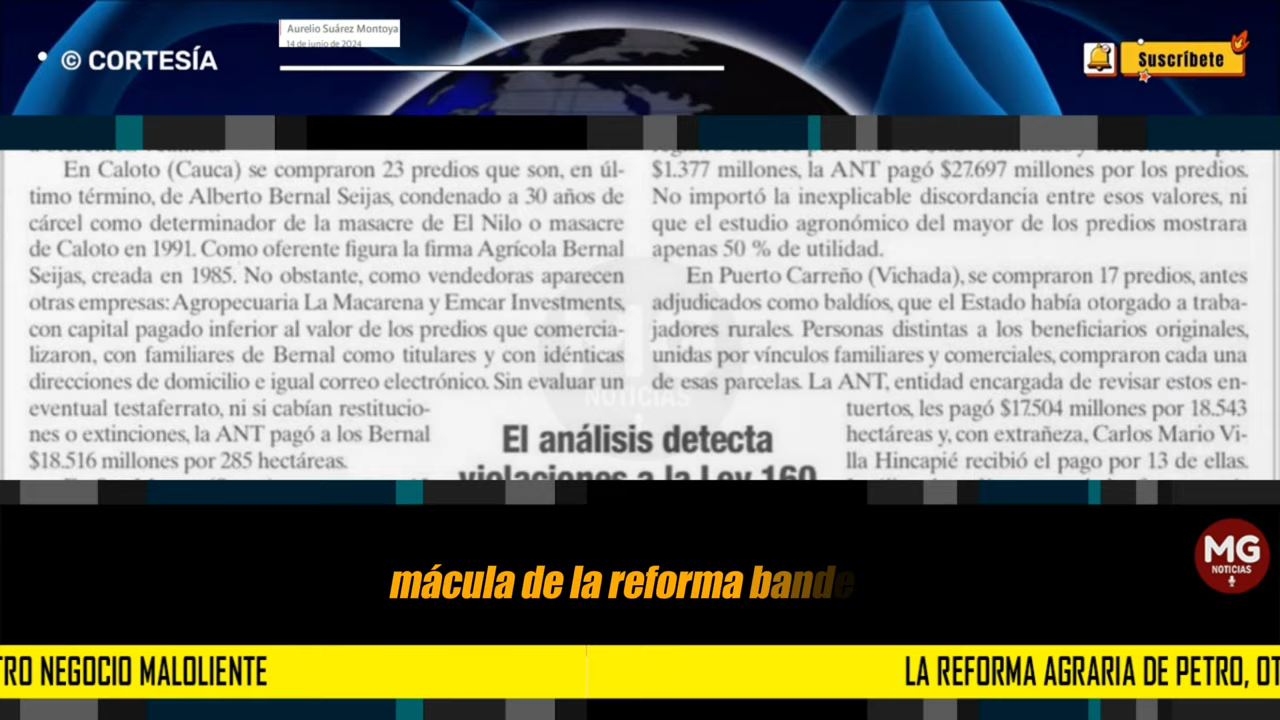 © CORTESÍA
Aurelio Suárez Montoya
14 de junio de 2024
Suscríbete
En Caloto (Cauca) se compraron 23 predios que son, en úl-
timo término, de Alberto Bernal Seijas, condenado a 30 años de
cárcel como determinador de la masacre de El Nilo o masacre
de Caloto en 1991. Como oferente figura la firma Agrícola Bernal
Seijas, creada en 1985. No obstante, como vendedoras aparecen
otras empresas: Agropecuaria La Macarena y Emcar Investments,
con capital pagado inferior al valor de los predios que comercia-
lizaron, con familiares de Bernal como titulares y con idénticas
direcciones de domicilio e igual correo electrónico. Sin evaluar un
eventual testaferrato, ni si cabían restitucio-
nes o extinciones, la ANT pagó a los Bernal
$18.516 millones por 285 hectáreas.
El análisis detecta
violaciones a la Ley 160
$1.377 millones, la ANT pagó $27.697 millones por los predios.
No importó la inexplicable discordancia entre esos valores, ni
que el estudio agronómico del mayor de los predios mostrara
apenas 50 % de utilidad.
En Puerto Carreño (Vichada), se compraron 17 predios, antes
adjudicados como baldíos, que el Estado había otorgado a traba-
jadores rurales. Personas distintas a los beneficiarios originales,
unidas por vínculos familiares y comerciales, compraron cada una
de esas parcelas. La ANT, entidad encargada de revisar estos en-
tuertos, les pagó $17.504 millones por 18.543
hectáreas y, con extrañeza, Carlos Mario Vi-
lla Hincapié recibió el pago por 13 de ellas.
NOTICIAS
MG
NOTICIAS
mácula de la reforma bande
TRO NEGOCIO MALOLIENTE
LA REFORMA AGRARIA DE PETRO, OT